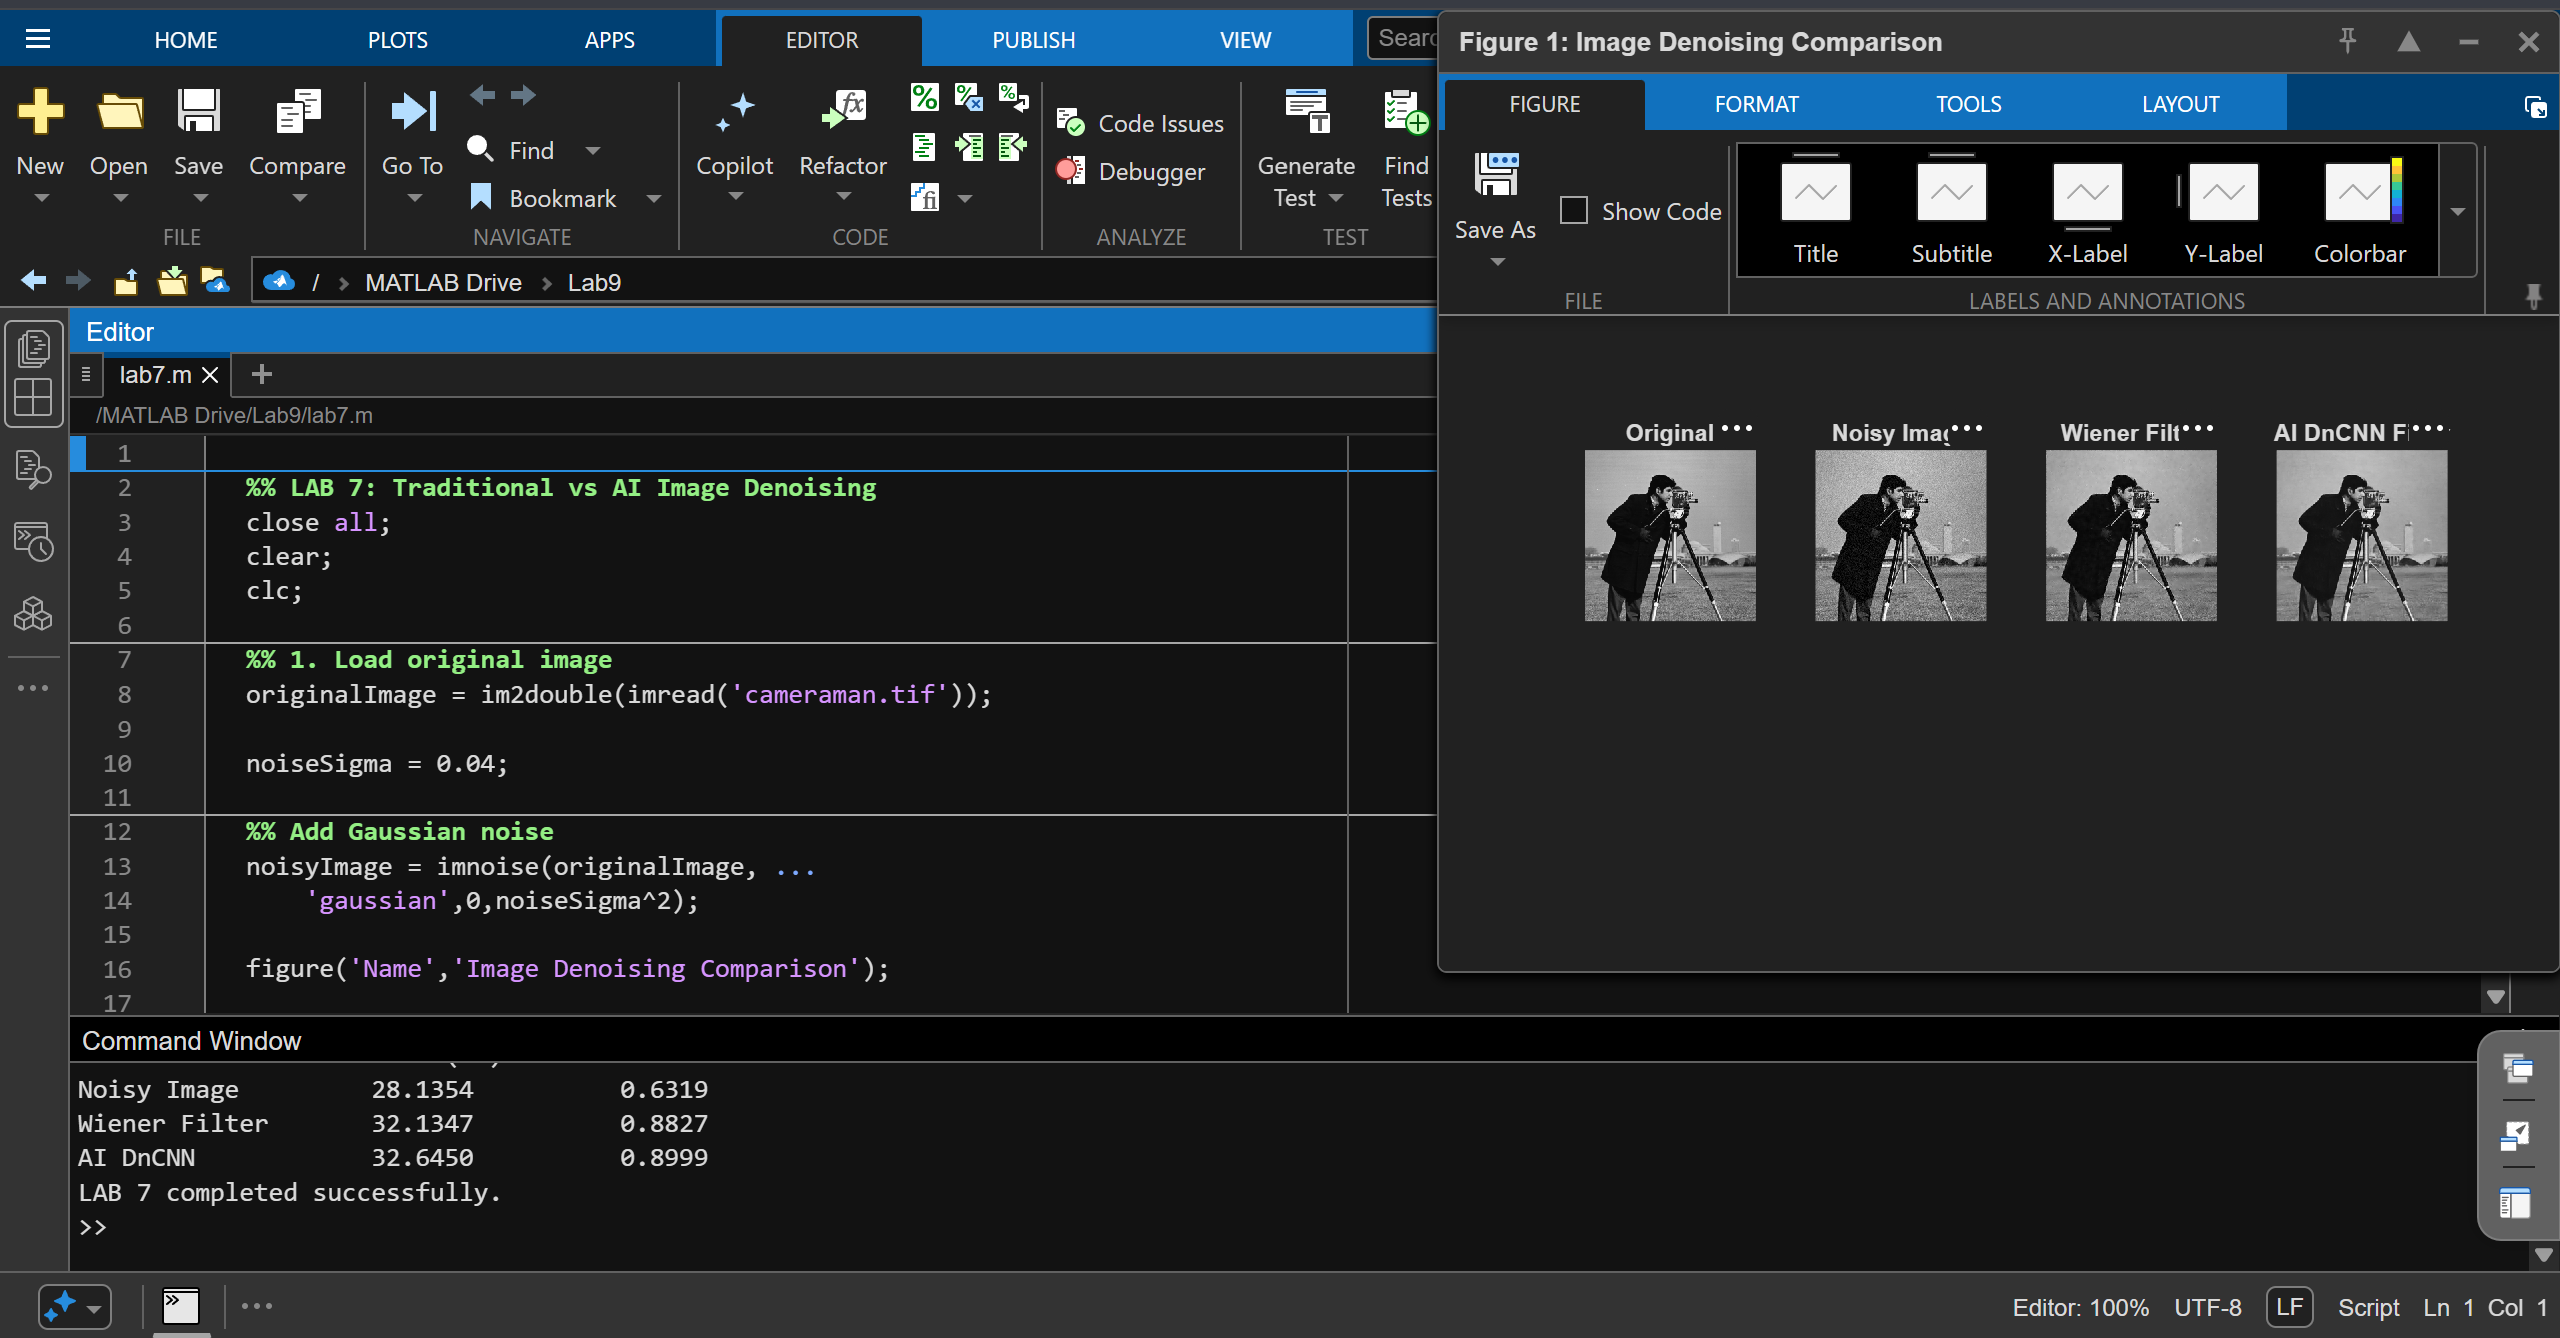 HOME PLOTS APPS EDITOR PUBLISH VIEW
New Open Save Compare
FILE
Go To
Find
Bookmark
NAVIGATE
Copilot Refactor
CODE
Code Issues
Debugger
ANALYZE
Generate Test
Find Tests
TEST
/ > MATLAB Drive > Lab9
Editor
lab7.m
/MATLAB Drive/Lab9/lab7.m
1
2 %% LAB 7: Traditional vs AI Image Denoising
3 close all;
4 clear;
5 clc;
6
7 %% 1. Load original image
8 originalImage = im2double(imread('cameraman.tif'));
9
10 noiseSigma = 0.04;
11
12 %% Add Gaussian noise
13 noisyImage = imnoise(originalImage, ...
14 'gaussian',0,noiseSigma^2);
15
16 figure('Name','Image Denoising Comparison');
17
Figure 1: Image Denoising Comparison
FIGURE FORMAT TOOLS LAYOUT
Save As
Show Code
FILE
Title Subtitle X-Label Y-Label Colorbar
LABELS AND ANNOTATIONS
Original
Noisy
Wiener
AI DnCNN
Command Window
Noisy Image 28.1354 0.6319
Wiener Filter 32.1347 0.8827
AI DnCNN 32.6450 0.8999
LAB 7 completed successfully.
>>
Editor: 100% UTF-8 LF Script Ln 1 Col 1